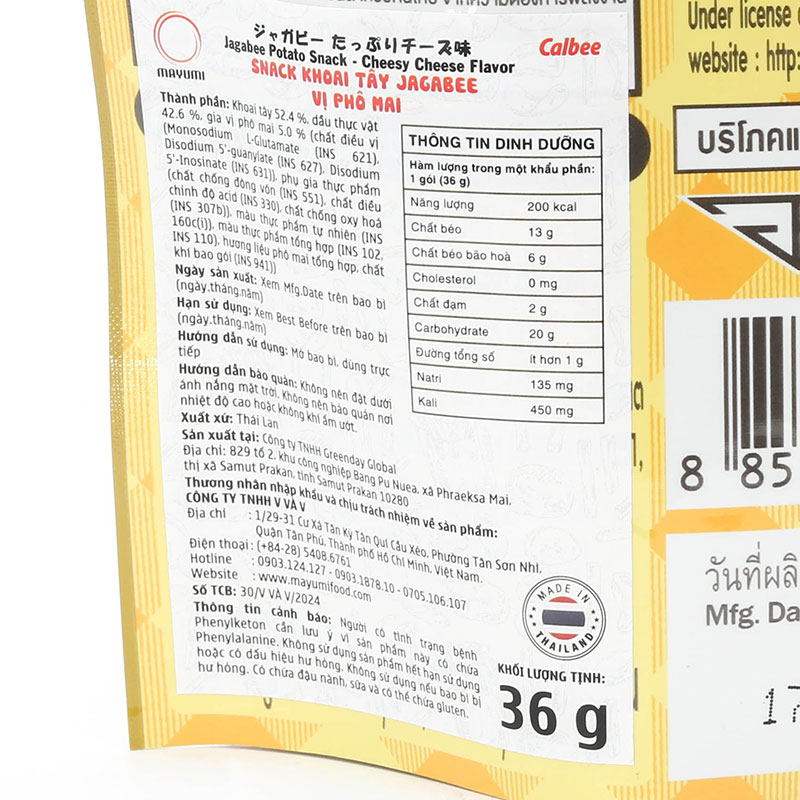 Under license
website : http:
MAYUMI
ジャガビー たっぷりチーズ味
Jagabee Potato Snack - Cheesy Cheese Flavor
Calbee
SNACK KHOAI TÂY JAGABEE
VỊ PHÔ MAI
Thành phần: Khoai tây 52.4 %, dầu thực vật
42.6 %, gia vị phô mai 5.0 % (chất điều vị
(Monosodium L-Glutamate (INS 621),
Disodium 5'-guanylate (INS 627), Disodium
5'-Inosinate (INS 631)), phụ gia thực phẩm
(chất chống đông vón (INS 551), chất điều
chỉnh độ acid (INS 330), chất chống oxy hoá
(INS 307b)), màu thực phẩm tự nhiên (INS
160c(i)), màu thực phẩm tổng hợp (INS 102,
INS 110), hương liệu phô mai tổng hợp, chất
khí bao gói (INS 941))
Ngày sản xuất: Xem Mfg.Date trên bao bì
(ngày.tháng.năm)
Hạn sử dụng: Xem Best Before trên bao bì
(ngày.tháng.năm)
Hướng dẫn sử dụng: Mở bao bì, dùng trực
tiếp
Hướng dẫn bảo quản: Không nên đặt dưới
ánh nắng mặt trời. Không nên bảo quản nơi
nhiệt độ cao hoặc không khí ẩm ướt.
Xuất xứ: Thái Lan
Sản xuất tại: Công ty TNHH Greenday Global
Địa chỉ: 829 tổ 2, khu công nghiệp Bang Pu Nuea, xã Phraeksa Mai,
thị xã Samut Prakan, tỉnh Samut Prakan 10280
Thương nhân nhập khẩu và chịu trách nhiệm về sản phẩm:
CÔNG TY TNHH V VÀ V
Địa chỉ : 1/29-31 Cư Xá Tân Kỳ Tân Quí Cầu Xéo, Phường Tân Sơn Nhì,
Quận Tân Phú, Thành phố Hồ Chí Minh, Việt Nam.
Điện thoại : (+84-28) 5408.6761
Hotline : 0903.124.127 - 0903.1878.10 - 0705.106.107
Website : www.mayumifood.com
Số TCB: 30/V VÀ V/2024
Thông tin cảnh báo: Người có tình trạng bệnh
Phenylketon cần lưu ý vì sản phẩm này có chứa
Phenylalanine. Không sử dụng sản phẩm hết hạn sử dụng
hoặc có dấu hiệu hư hỏng. Không sử dụng nếu bao bì bị
hư hỏng. Có chứa đậu nành, sữa và có thể chứa gluten.
THÔNG TIN DINH DƯỠNG
Hàm lượng trong một khẩu phần:
1 gói (36 g)
Năng lượng 200 kcal
Chất béo 13 g
Chất béo bão hoà 6 g
Cholesterol 0 mg
Chất đạm 2 g
Carbohydrate 20 g
Đường tổng số ít hơn 1 g
Natri 135 mg
Kali 450 mg
MADE IN
THAILAND
KHỐI LƯỢNG TỊNH:
36 g
บริโภคแ
8 85
วันที่ผลิ
Mfg. Da
17